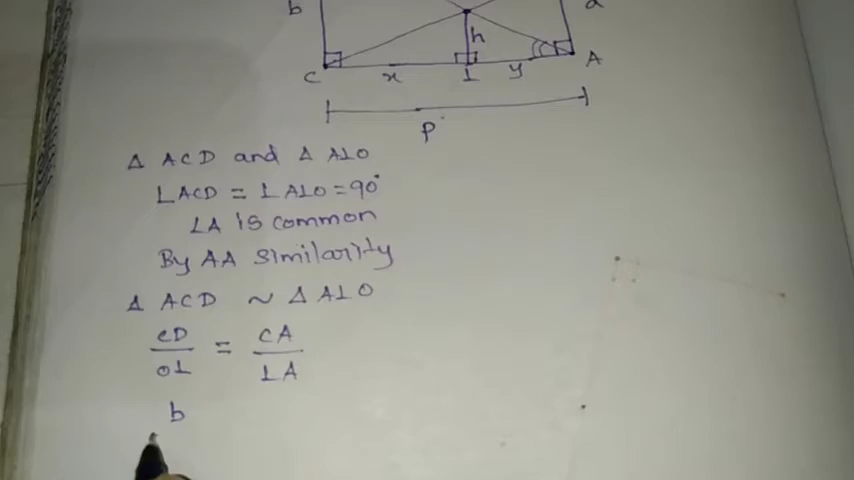 b a
h
C x L y A
P
Δ ACD and Δ ALO
∟ACD = ∟ALO = 90°
∟A is common
By AA similarity
Δ ACD ~ Δ ALO
CD/OL = CA/LA
b